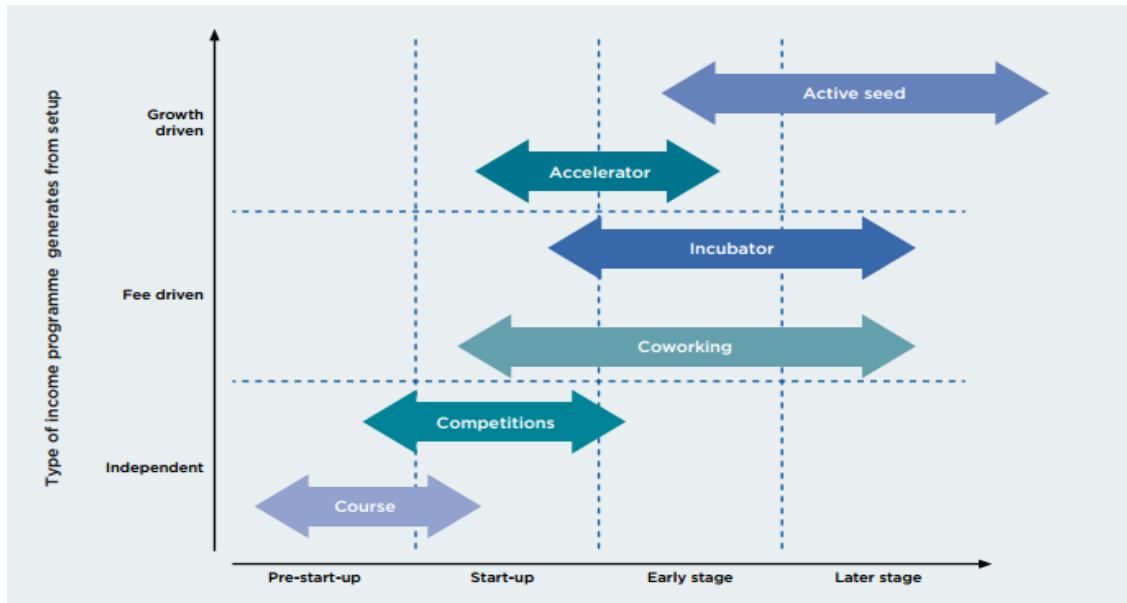 Type of income programme generates from setup
Growth
driven
Fee driven
Independent
Active seed
Accelerator
Incubator
Coworking
Competitions
Course
Pre-start-up
Start-up
Early stage
Later stage